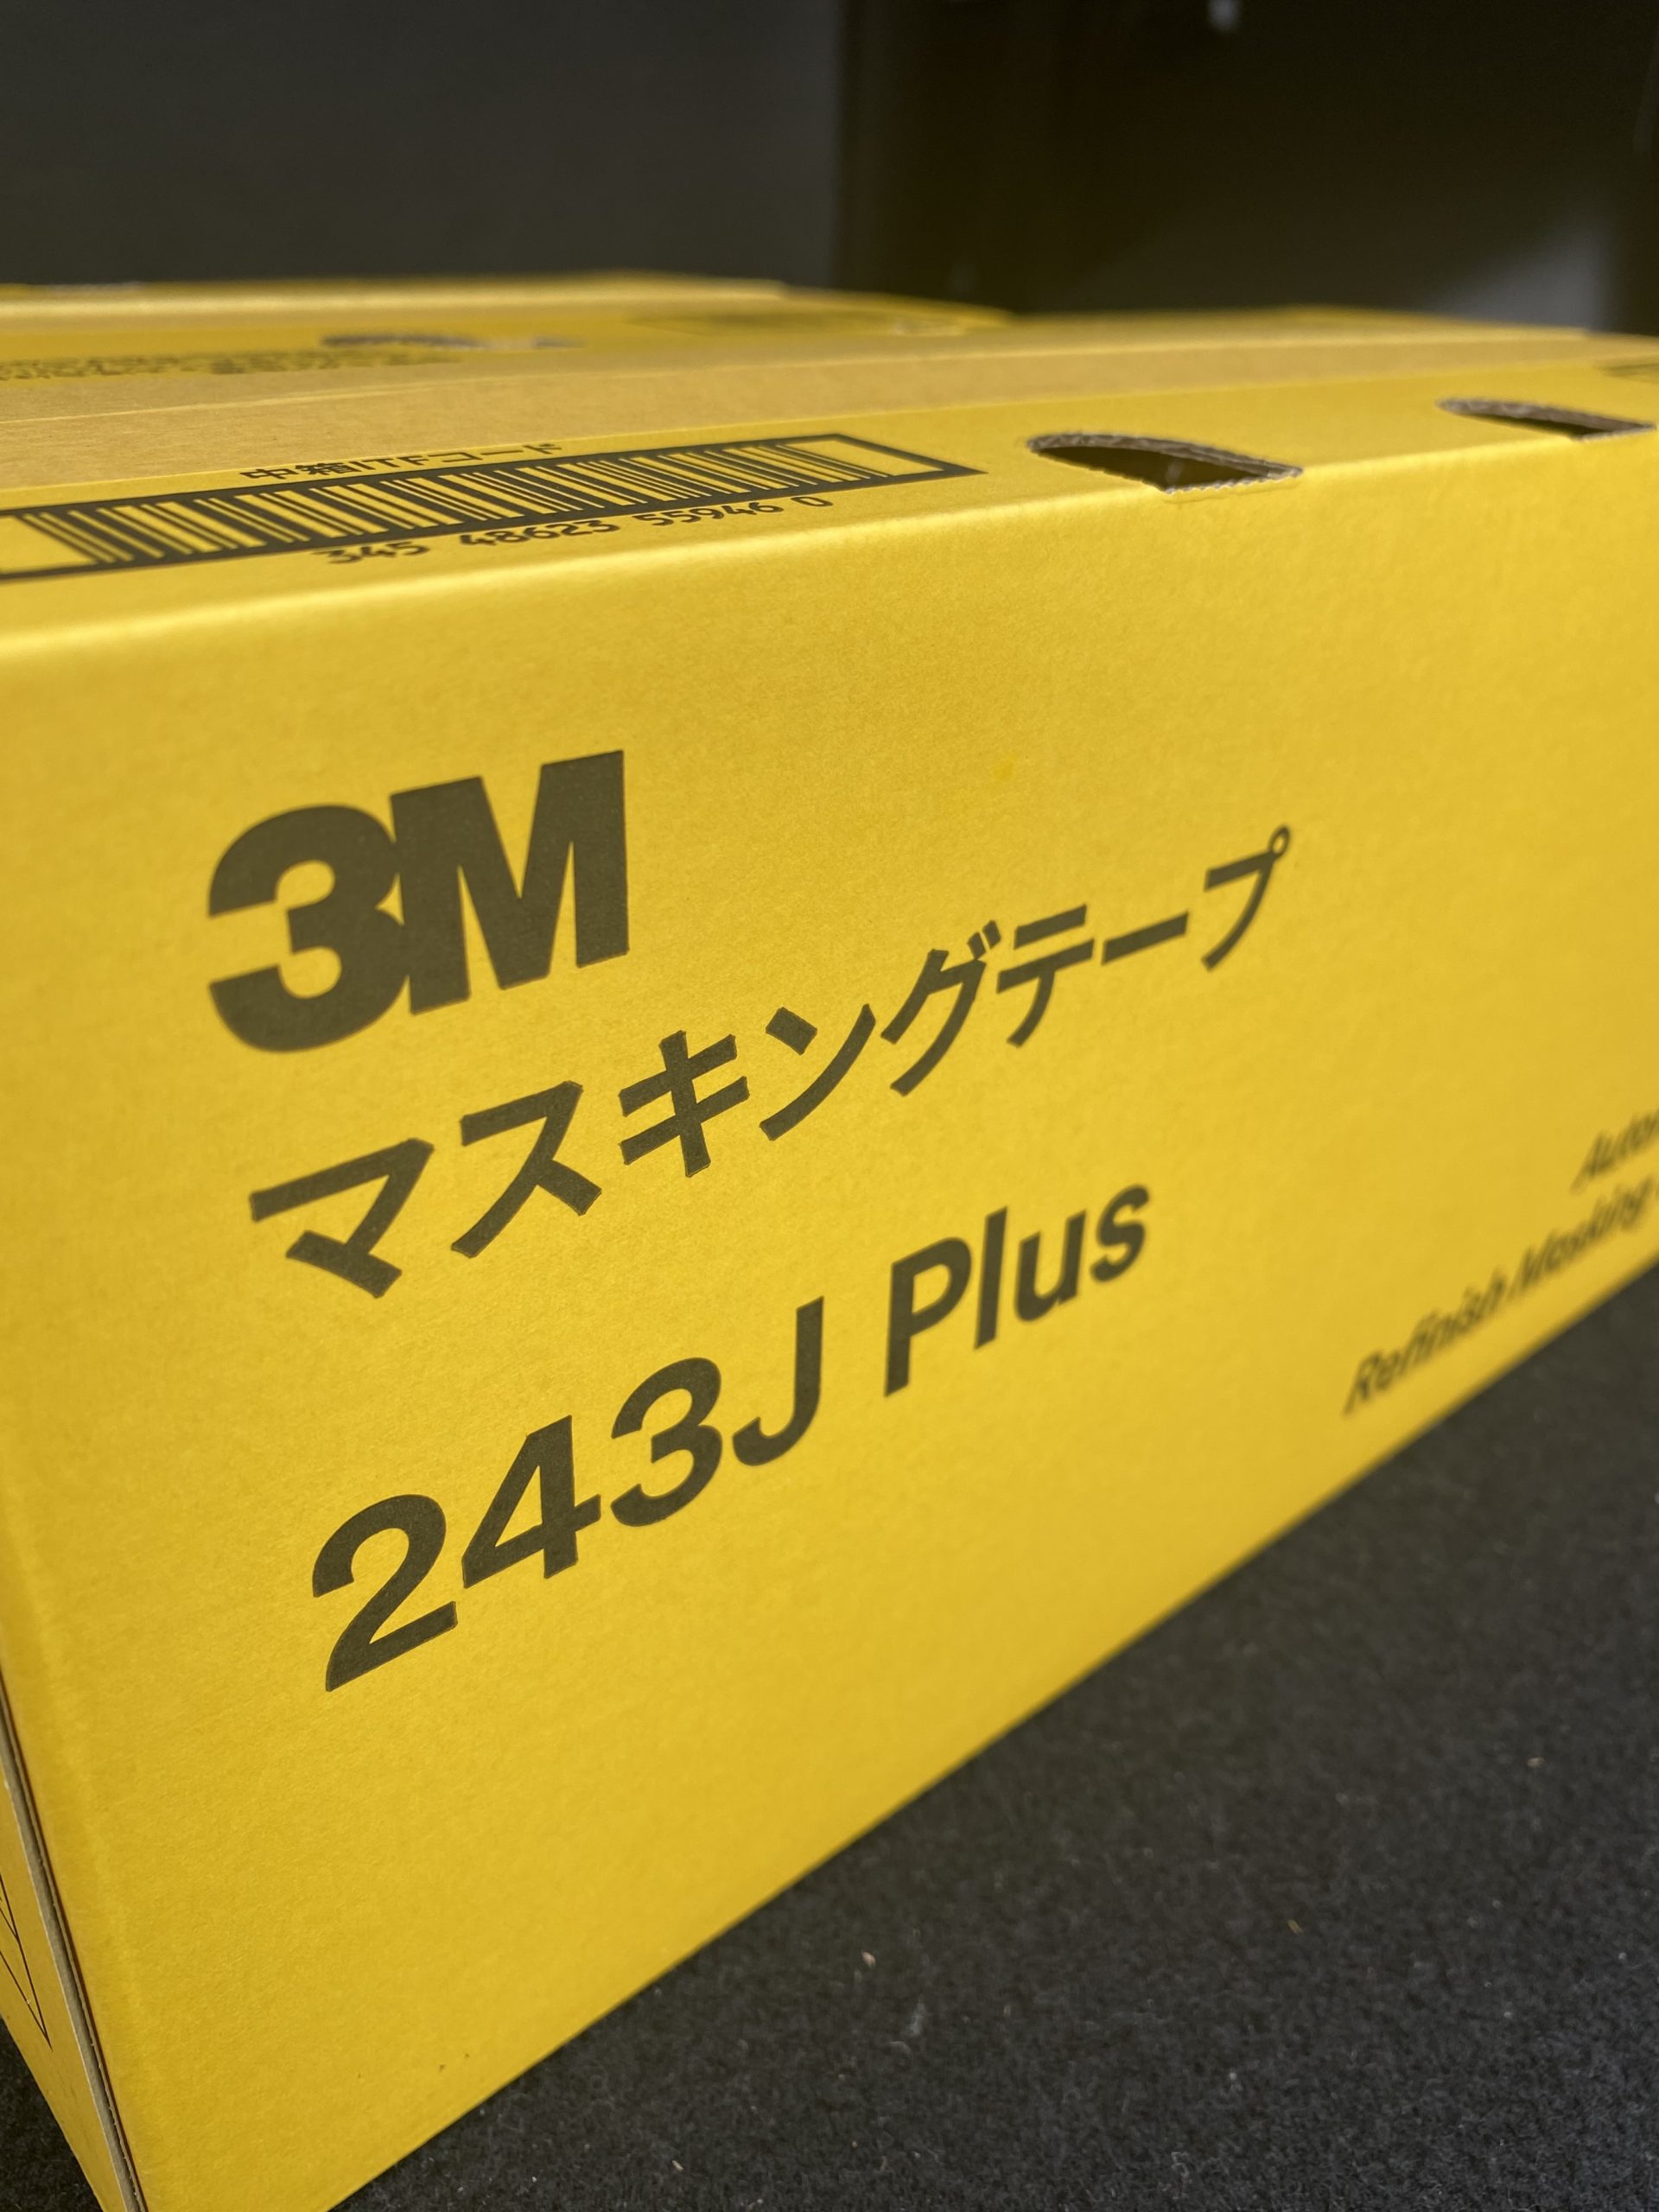 中箱ITFコード
345 48623 55946 0
3M
マスキングテープ
243J Plus
Refinish Masking